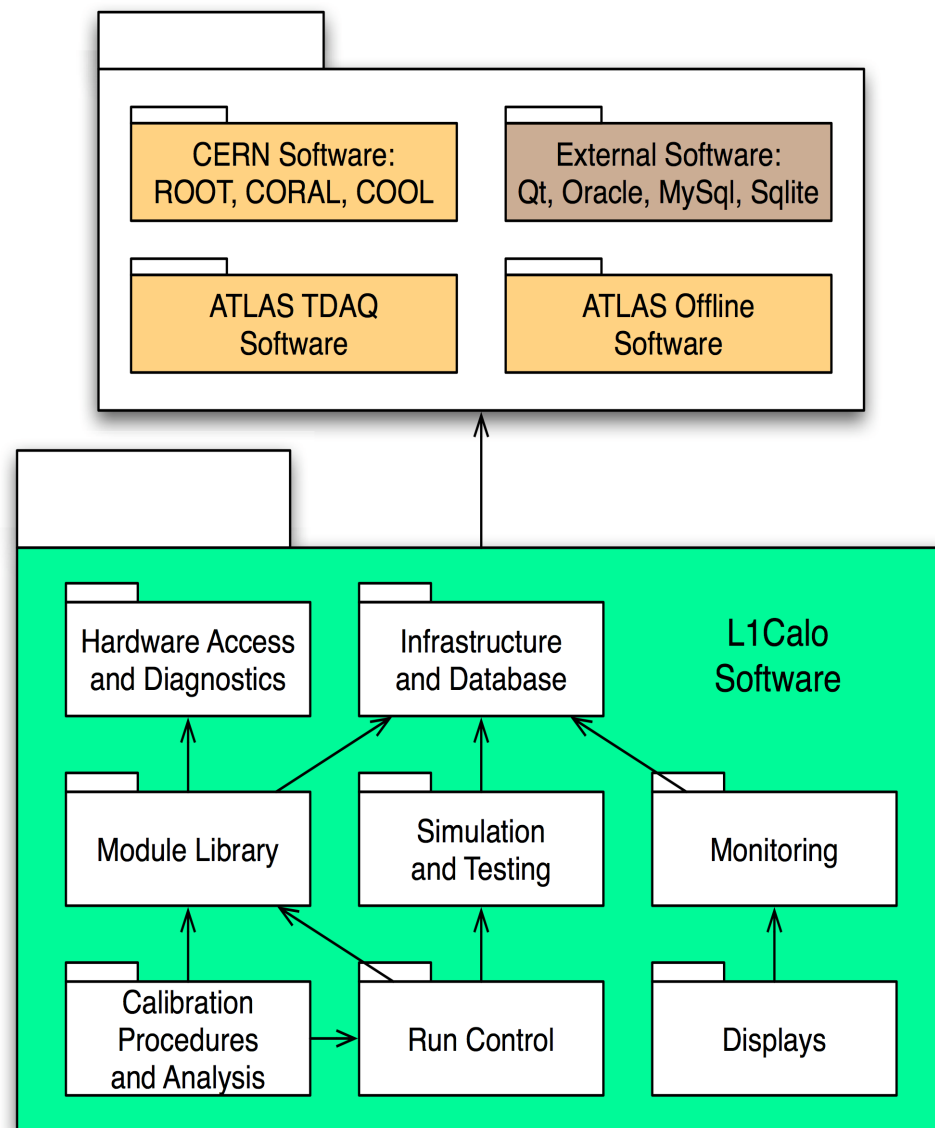 CERN Software:
ROOT, CORAL, COOL
External Software:
Qt, Oracle, MySql, Sqlite
ATLAS TDAQ
Software
ATLAS Offline
Software
Hardware Access
and Diagnostics
Infrastructure
and Database
L1Calo
Software
Module Library
Simulation
and Testing
Monitoring
Calibration
Procedures
and Analysis
Run Control
Displays